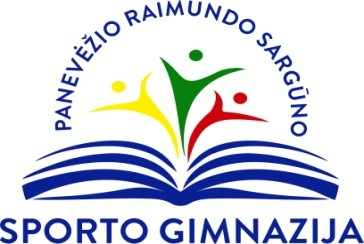 PANEVĖŽIO RAIMUNDO SARGŪNO
SPORTO GIMNAZIJA